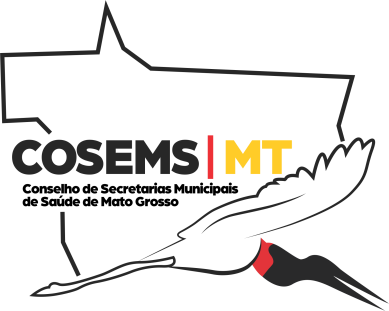 COSEMS | MT
Conselho de Secretarias Municipais
de Saúde de Mato Grosso